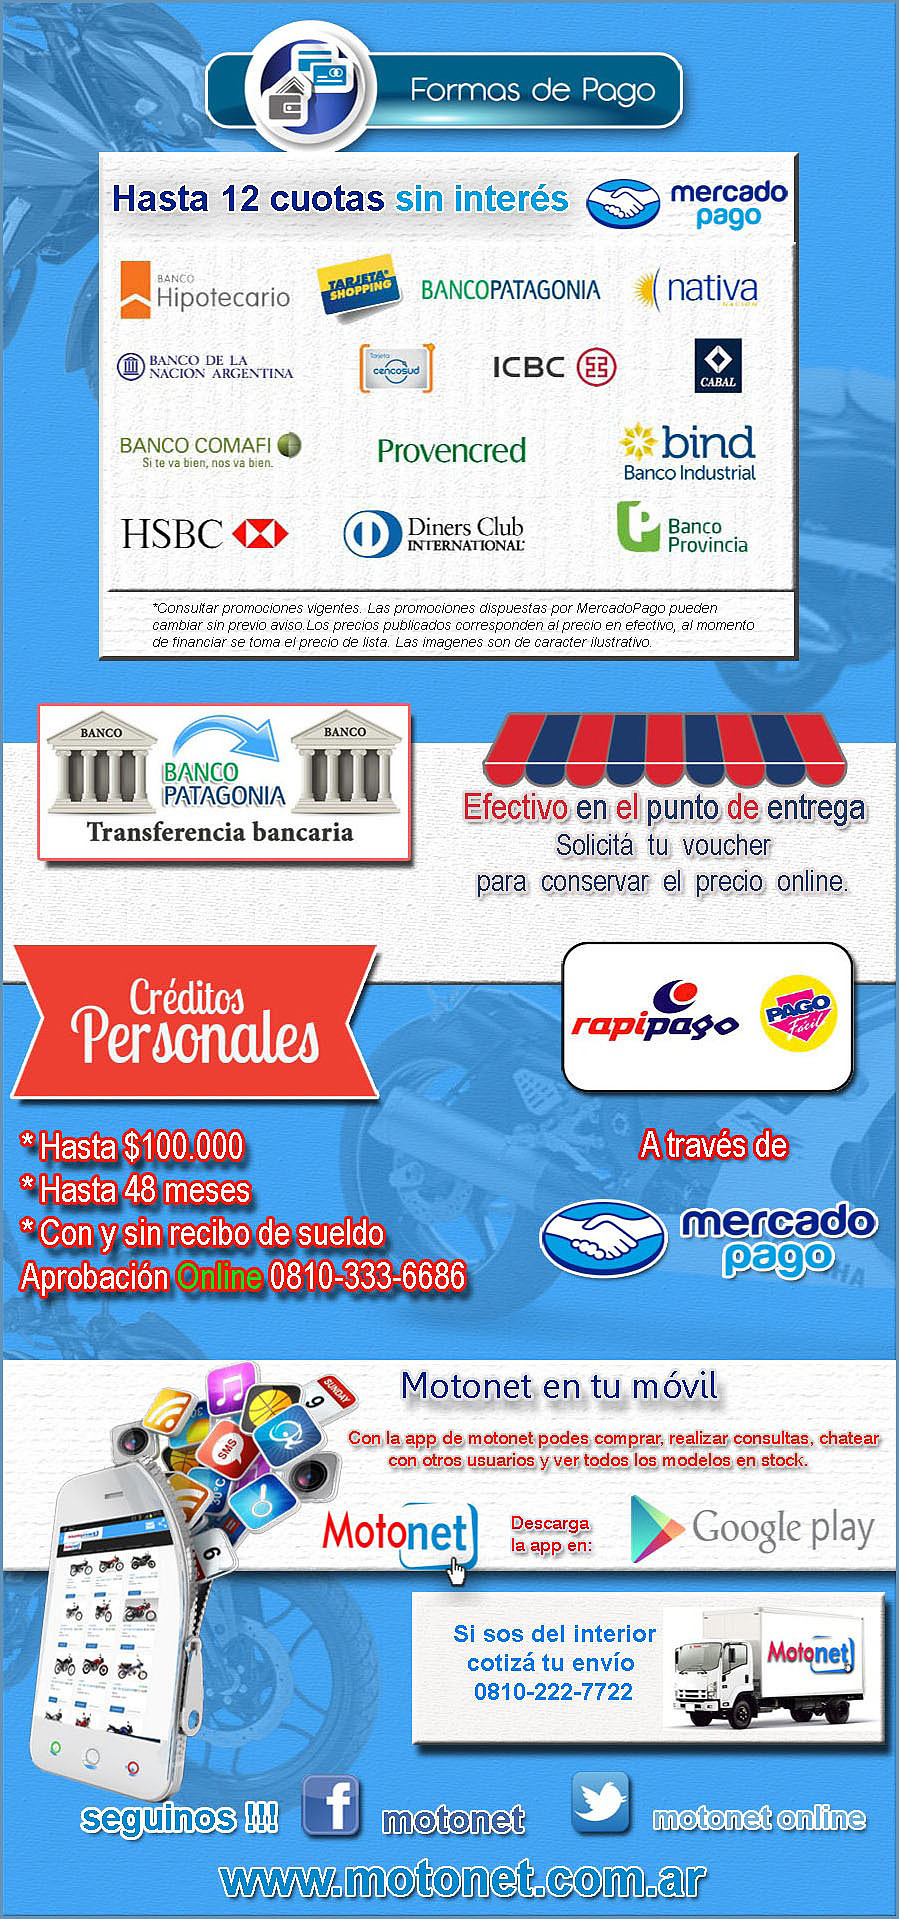 Formas de Pago
Hasta 12 cuotas sin interés
mercado
pago
BANCO
Hipotecario
TARJETA
SHOPPING
BANCOPATAGONIA
nativa
NACION
BANCO DE LA
NACION ARGENTINA
Tarjeta
cencosud
ICBC
CABAL
BANCO COMAFI
Si te va bien, nos va bien.
Provencred
bind
Banco Industrial
HSBC
Diners Club
INTERNATIONAL
Banco
Provincia
*Consultar promociones vigentes. Las promociones dispuestas por MercadoPago pueden
cambiar sin previo aviso.Los precios publicados corresponden al precio en efectivo, al momento
de financiar se toma el precio de lista. Las imagenes son de caracter ilustrativo.
BANCO
BANCO
BANCO
PATAGONIA
Transferencia bancaria
Efectivo en el punto de entrega
Solicitá tu voucher
para conservar el precio online.
Créditos
Personales
rapipago
PAGO
Fácil
* Hasta $100.000
* Hasta 48 meses
* Con y sin recibo de sueldo
Aprobación Online 0810-333-6686
A través de
mercado
pago
Motonet en tu móvil
Con la app de motonet podes comprar, realizar consultas, chatear
con otros usuarios y ver todos los modelos en stock.
SUNDAY
9
SMS
30°C
6
Motonet
Descarga
la app en:
Google play
Si sos del interior
cotizá tu envío
0810-222-7722
Motonet
seguinos !!!
motonet
motonet online
www.motonet.com.ar